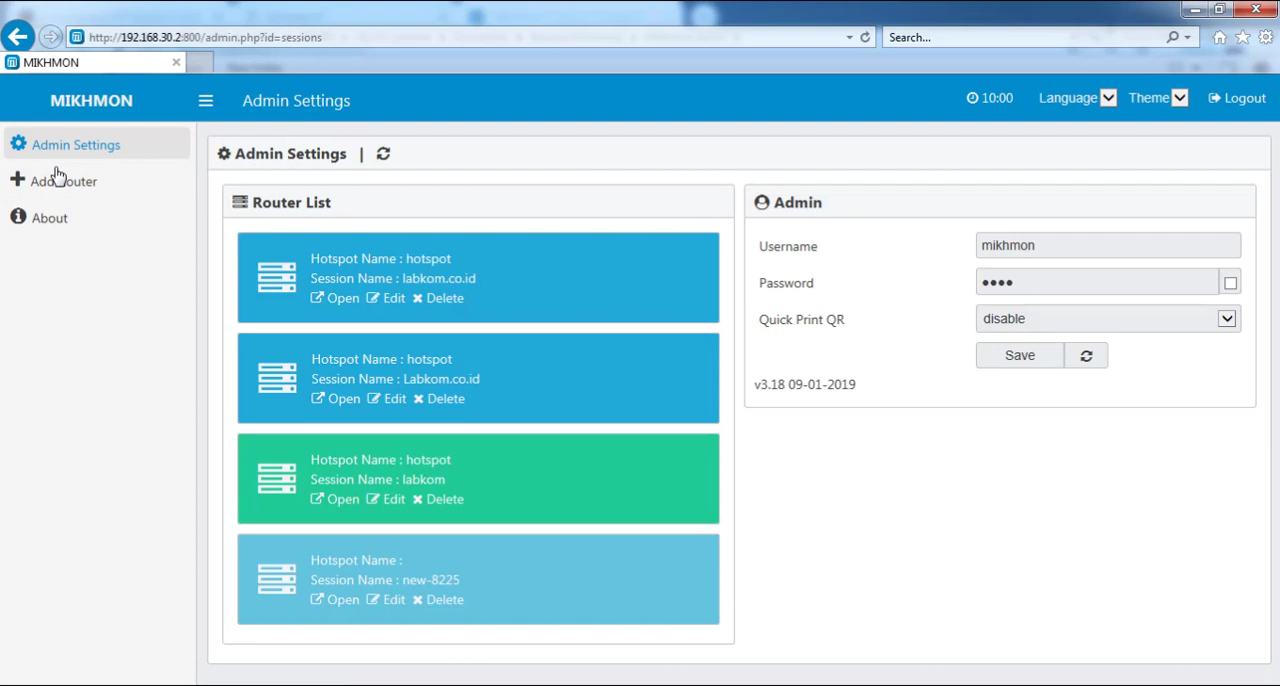 http://192.168.30.2:800/admin.php?id=sessions
Search...
MIKHMON
MIKHMON
Admin Settings
10:00
Language
Theme
Logout
Admin Settings
Add Router
About
Admin Settings |
Router List
Hotspot Name : hotspot
Session Name : labkom.co.id
Open Edit Delete
Hotspot Name : hotspot
Session Name : Labkom.co.id
Open Edit Delete
Hotspot Name : hotspot
Session Name : labkom
Open Edit Delete
Hotspot Name :
Session Name : new-8225
Open Edit Delete
Admin
Username mikhmon
Password ••••
Quick Print QR disable
Save
v3.18 09-01-2019